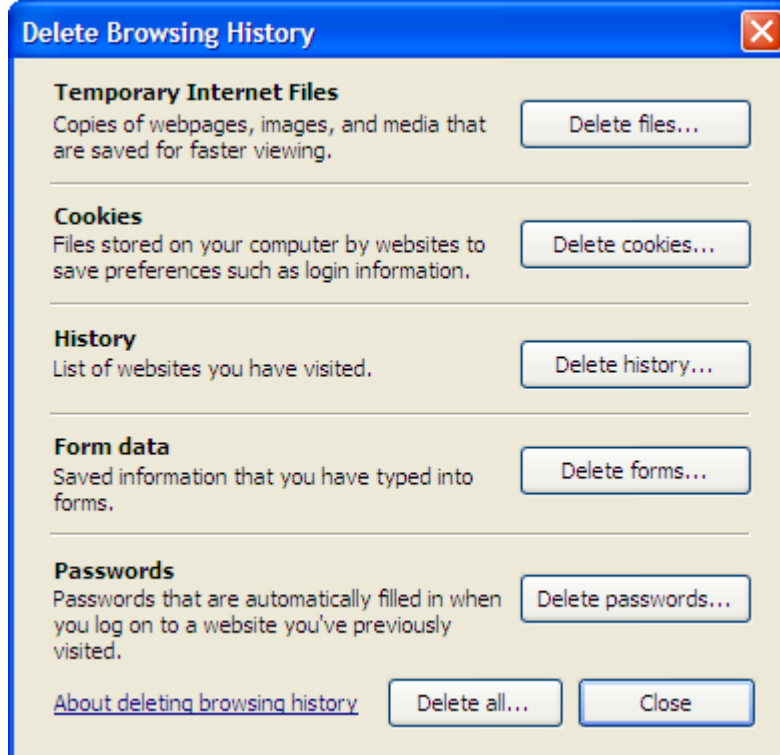 Delete Browsing History
Temporary Internet Files
Copies of webpages, images, and media that
are saved for faster viewing.
Delete files...
Cookies
Files stored on your computer by websites to
save preferences such as login information.
Delete cookies...
History
List of websites you have visited.
Delete history...
Form data
Saved information that you have typed into
forms.
Delete forms...
Passwords
Passwords that are automatically filled in when
you log on to a website you've previously
visited.
Delete passwords...
About deleting browsing history
Delete all...
Close